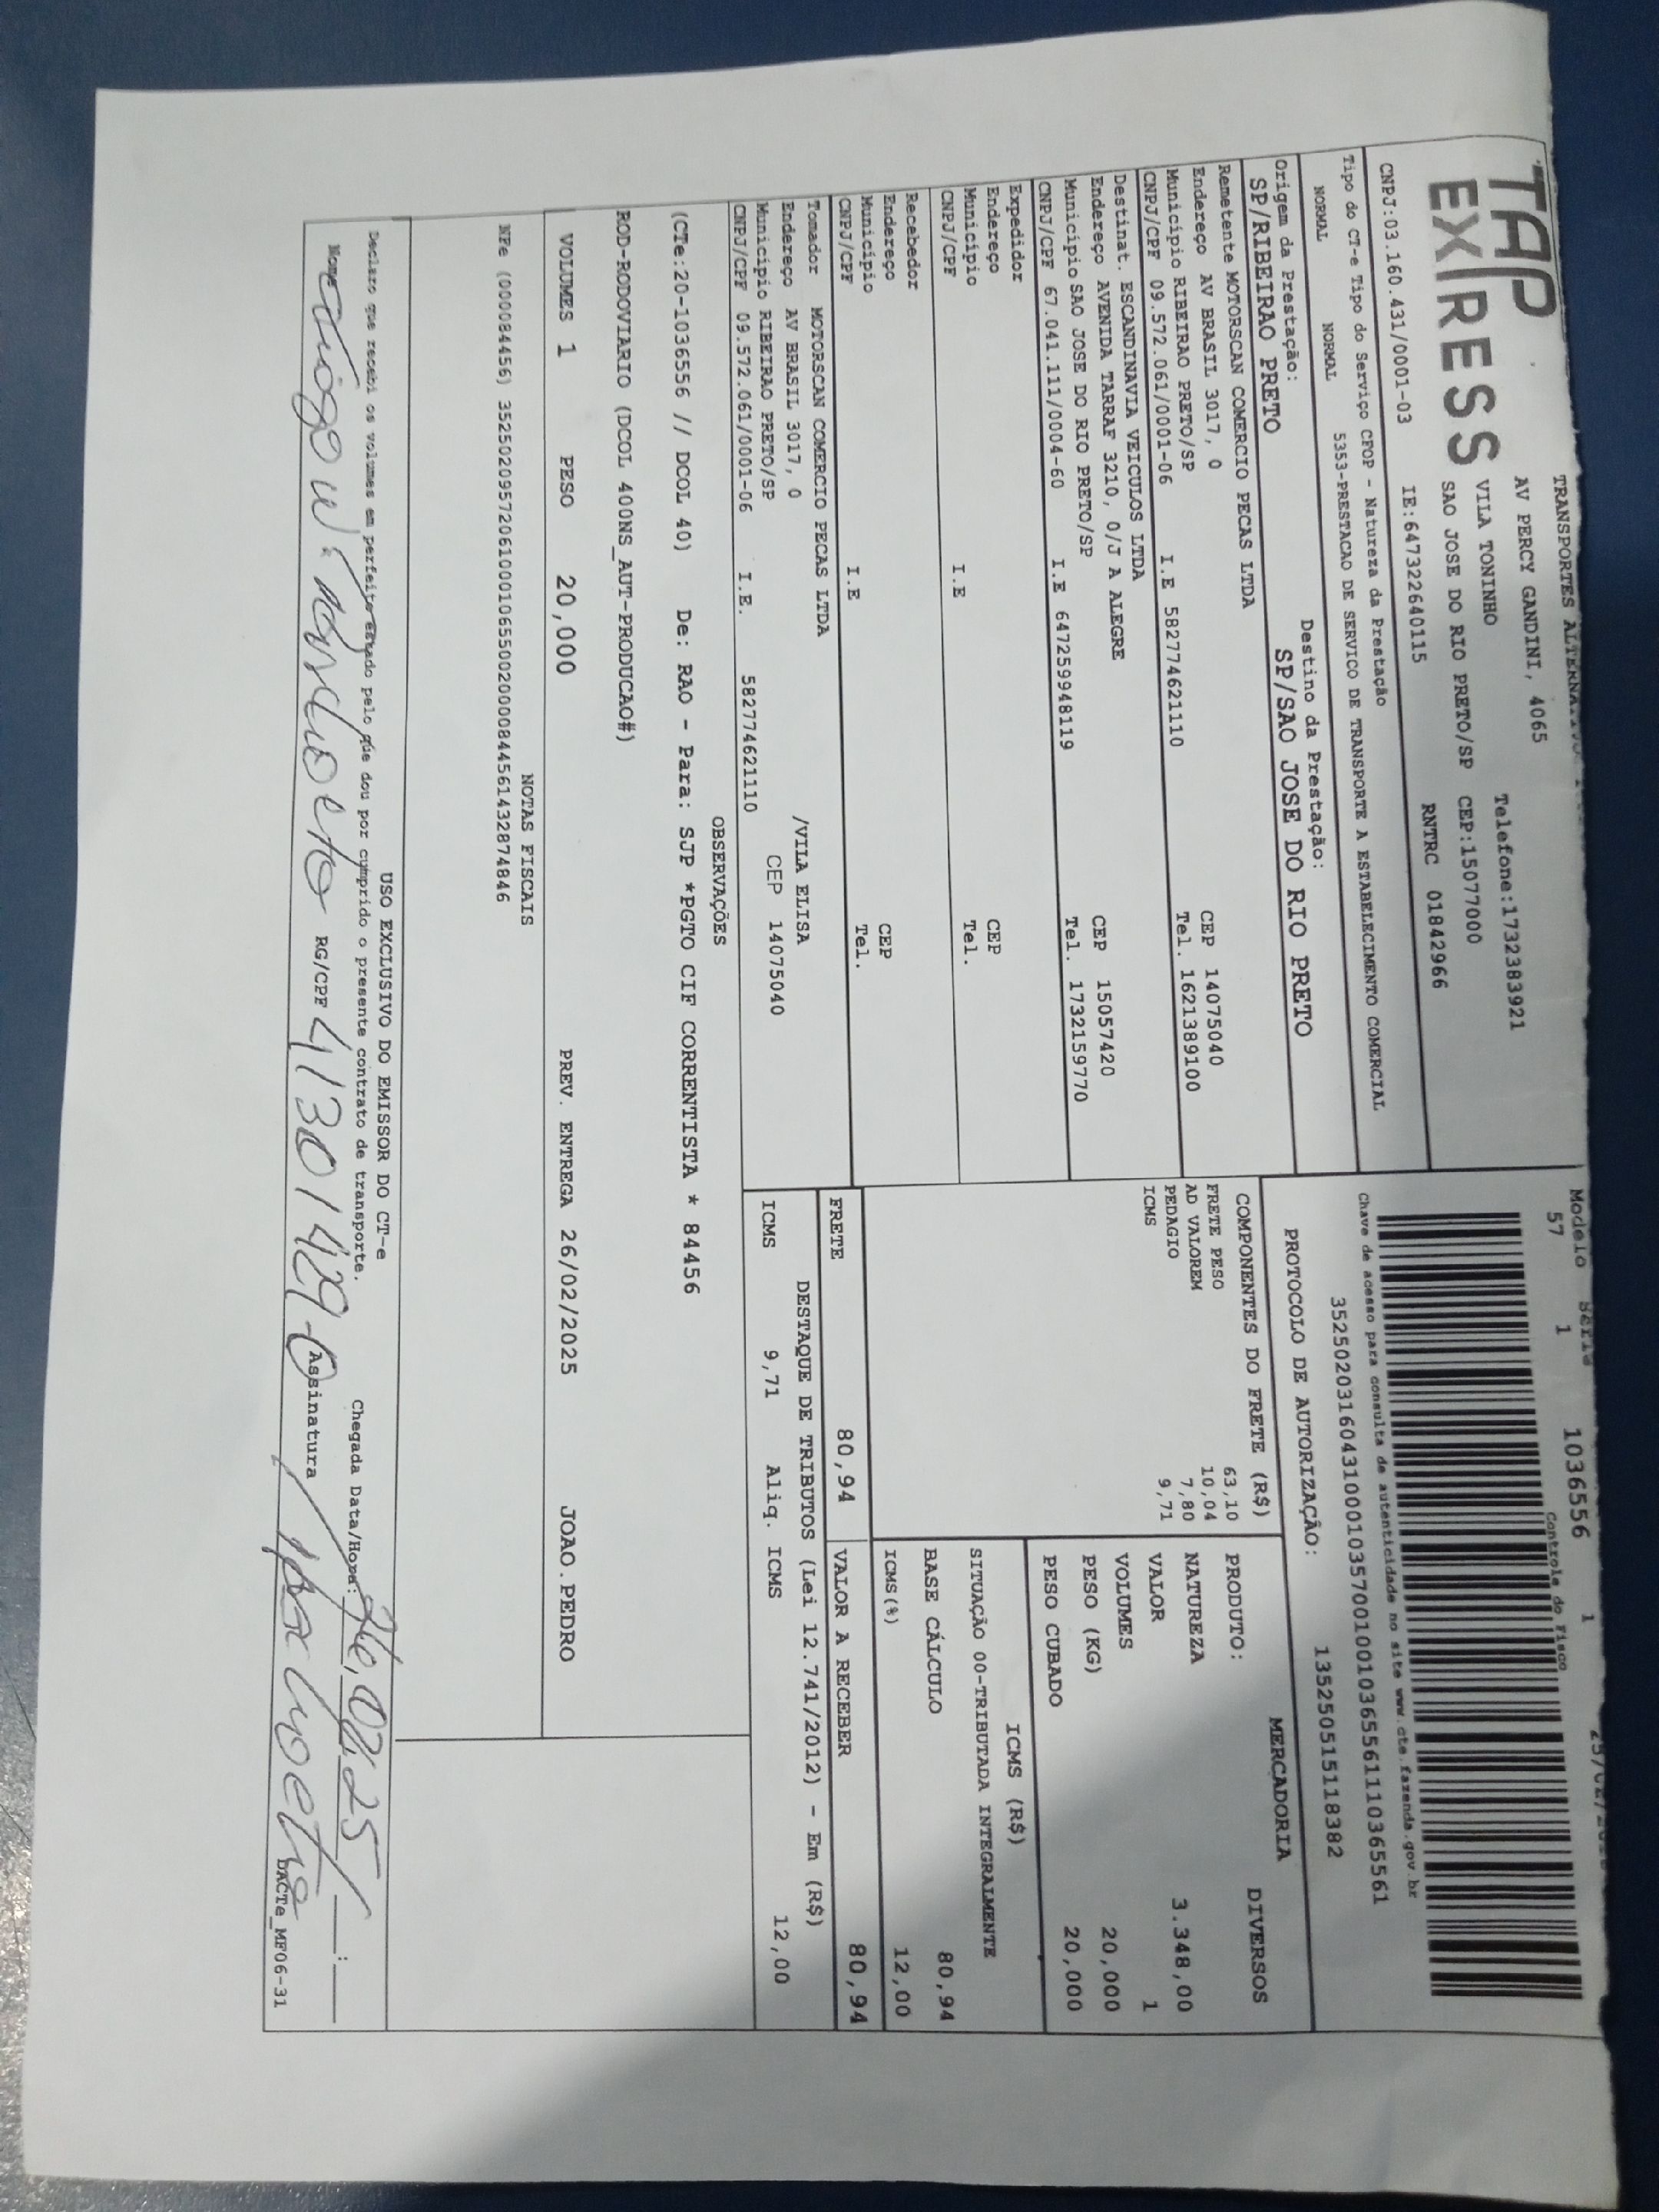 TAP
EXPRESS
TRANSPORTES
AV PERCY GANDINI, 4065
VILA TONINHO Telefone:1732383921
SAO JOSE DO RIO PRETO/SP CEP:15077000
CNPJ:03.160.431/0001-03 IE:647322640115 RNTRC 01842966
Modelo Série
57 1 1036556 1
Controle do Fisco
Chave de acesso para consulta de autenticidade no site www.cte.fazenda.gov.br
35250203160431000103570010010365561110365561
PROTOCOLO DE AUTORIZAÇÃO: 135250515118382
Tipo do CT-e Tipo do Serviço CFOP - Natureza da Prestação
NORMAL NORMAL 5353-PRESTACAO DE SERVICO DE TRANSPORTE A ESTABELECIMENTO COMERCIAL
Origem da Prestação: Destino da Prestação:
SP/RIBEIRAO PRETO SP/SAO JOSE DO RIO PRETO
Remetente MOTORSCAN COMERCIO PECAS LTDA
Endereço AV BRASIL 3017, 0 CEP 14075040
Município RIBEIRAO PRETO/SP Tel. 1621389100
CNPJ/CPF 09.572.061/0001-06 I.E 582774621110
Destinat. ESCANDINAVIA VEICULOS LTDA
Endereço AVENIDA TARRAF 3210, 0/J A ALEGRE CEP 15057420
Município SAO JOSE DO RIO PRETO/SP Tel. 17321159770
CNPJ/CPF 67.041.111/0004-60 I.E 647259948119
Expedidor
Endereço CEP
Município Tel.
CNPJ/CPF I.E
Recebedor
Endereço CEP
Município Tel.
CNPJ/CPF I.E
Tomador MOTORSCAN COMERCIO PECAS LTDA
Endereço AV BRASIL 3017, 0 /VILA ELISA
Município RIBEIRAO PRETO/SP CEP 14075040
CNPJ/CPF 09.572.061/0001-06 I.E. 582774621110
COMPONENTES DO FRETE (R$)
FRETE PESO 63,10
AD VALOREM 10,04
PEDAGIO 7,80
ICMS 9,71
MERCADORIA
PRODUTO: DIVERSOS
NATUREZA
VALOR 3.348,00
VOLUMES 1
PESO (KG) 20,000
PESO CUBADO 20,000
ICMS (R$)
SITUAÇÃO 00-TRIBUTADA INTEGRALMENTE
BASE CÁLCULO 80,94
ICMS(%) 12,00
FRETE 80,94 VALOR A RECEBER 80,94
DESTAQUE DE TRIBUTOS (Lei 12.741/2012) - Em (R$)
ICMS 9,71 Aliq. ICMS 12,00
OBSERVAÇÕES
(CTe:20-1036556 // DCOL 40) De: RAO - Para: SJP *PGTO CIF CORRENTISTA * 84456
ROD-RODOVIARIO (DCOL 400NS_AUT-PRODUCAO#)
VOLUMES 1 PESO 20,000 PREV. ENTREGA 26/02/2025 JOAO.PEDRO
NOTAS FISCAIS
NFe (000084456) 35250209572061000106550020000844561432874846
USO EXCLUSIVO DO EMISSOR DO CT-e
Declaro que recebi os volumes em perfeito estado pelo que dou por cumprido o presente contrato de transporte. Chegada Data/Hora: 26,02,25 / __:__
Nome RG/CPF Assinatura
DACTe_MF06-31